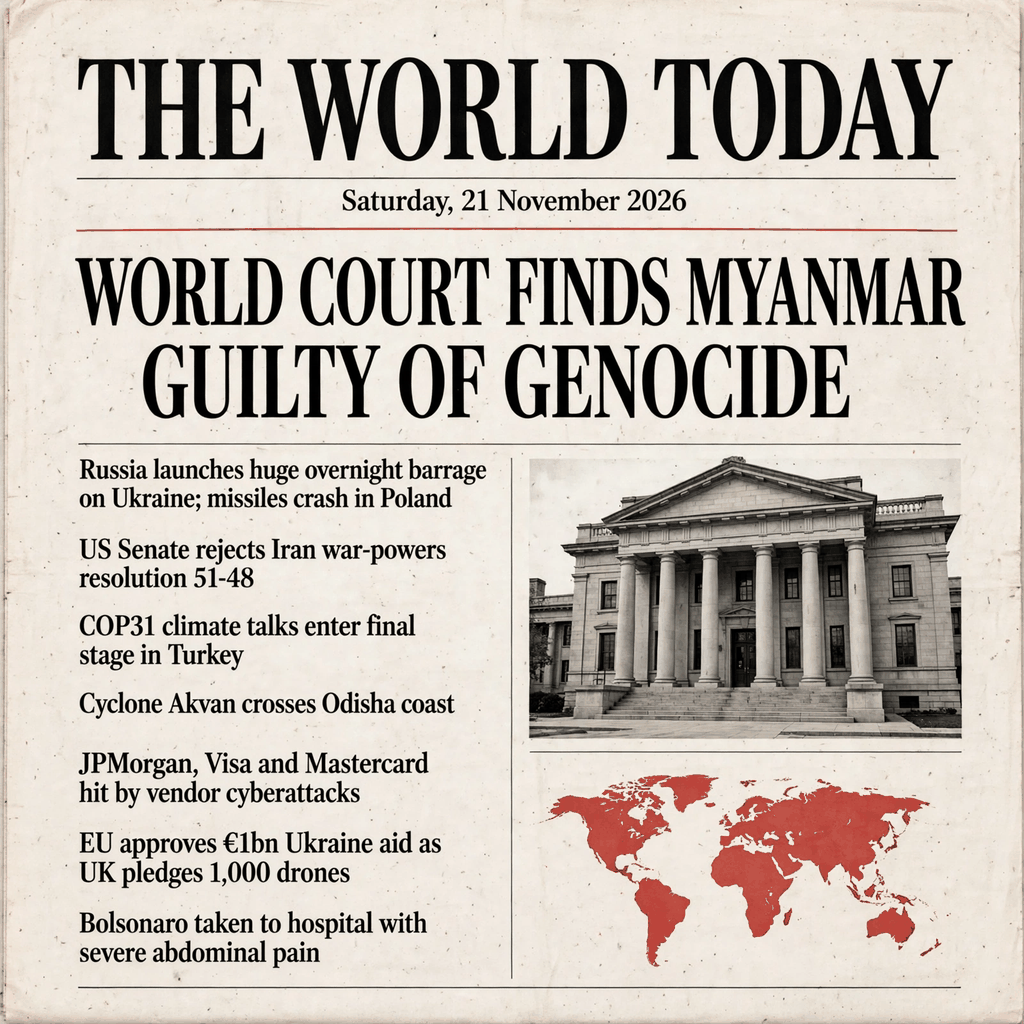 THE WORLD TODAY
Saturday, 21 November 2026
WORLD COURT FINDS MYANMAR
GUILTY OF GENOCIDE
Russia launches huge overnight barrage
on Ukraine; missiles crash in Poland
US Senate rejects Iran war-powers
resolution 51-48
COP31 climate talks enter final
stage in Turkey
Cyclone Akvan crosses Odisha coast
JPMorgan, Visa and Mastercard
hit by vendor cyberattacks
EU approves €1bn Ukraine aid as
UK pledges 1,000 drones
Bolsonaro taken to hospital with
severe abdominal pain